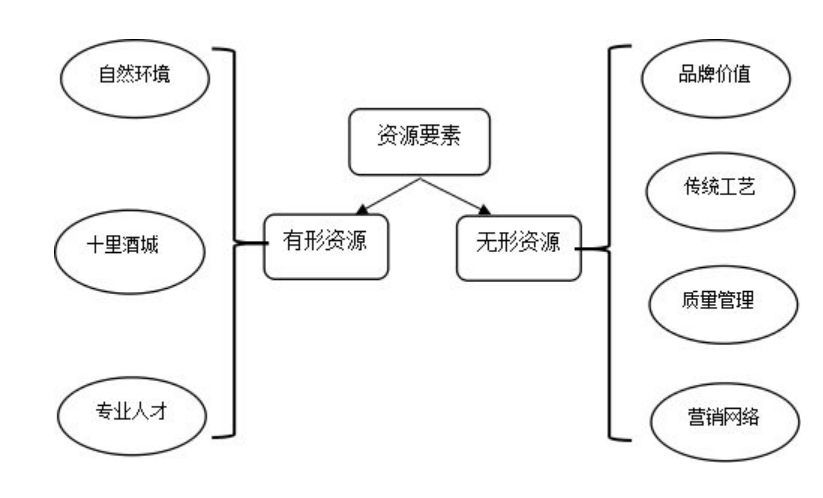 资源要素
有形资源
无形资源
自然环境
十里酒城
专业人才
品牌价值
传统工艺
质量管理
营销网络